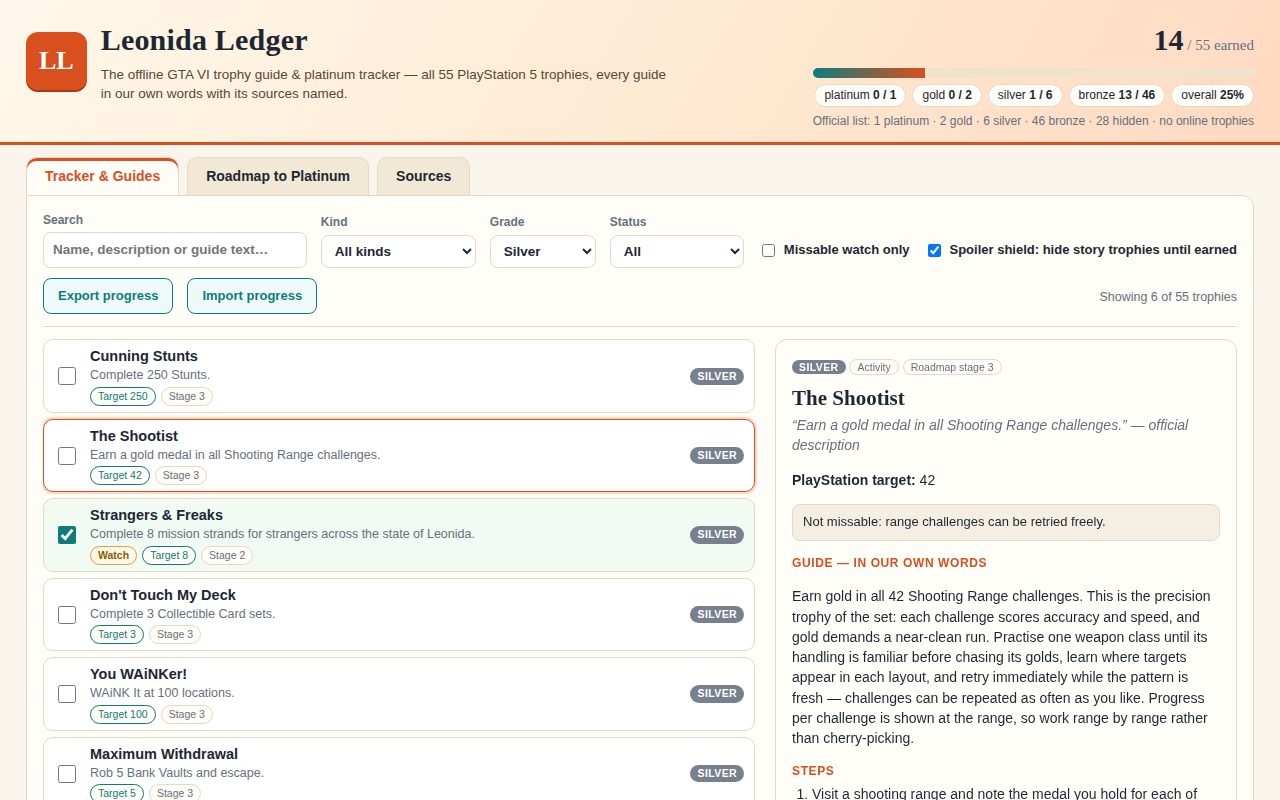 LL
Leonida Ledger
The offline GTA VI trophy guide & platinum tracker — all 55 PlayStation 5 trophies, every guide
in our own words with its sources named.
14 / 55 earned
platinum 0 / 1
gold 0 / 2
silver 1 / 6
bronze 13 / 46
overall 25%
Official list: 1 platinum · 2 gold · 6 silver · 46 bronze · 28 hidden · no online trophies
Tracker & Guides
Roadmap to Platinum
Sources
Search
Name, description or guide text…
Kind
All kinds
Grade
Silver
Status
All
Missable watch only
Spoiler shield: hide story trophies until earned
Export progress
Import progress
Showing 6 of 55 trophies
Cunning Stunts
Complete 250 Stunts.
Target 250
Stage 3
SILVER
The Shootist
Earn a gold medal in all Shooting Range challenges.
Target 42
Stage 3
SILVER
Strangers & Freaks
Complete 8 mission strands for strangers across the state of Leonida.
Watch
Target 8
Stage 2
SILVER
Don't Touch My Deck
Complete 3 Collectible Card sets.
Target 3
Stage 3
SILVER
You WAiNKer!
WAiNK It at 100 locations.
Target 100
Stage 3
SILVER
Maximum Withdrawal
Rob 5 Bank Vaults and escape.
Target 5
Stage 3
SILVER
SILVER
Activity
Roadmap stage 3
The Shootist
“Earn a gold medal in all Shooting Range challenges.” — official
description
PlayStation target: 42
Not missable: range challenges can be retried freely.
GUIDE — IN OUR OWN WORDS
Earn gold in all 42 Shooting Range challenges. This is the precision
trophy of the set: each challenge scores accuracy and speed, and
gold demands a near-clean run. Practise one weapon class until its
handling is familiar before chasing its golds, learn where targets
appear in each layout, and retry immediately while the pattern is
fresh — challenges can be repeated as often as you like. Progress
per challenge is shown at the range, so work range by range rather
than cherry-picking.
STEPS
1. Visit a shooting range and note the medal you hold for each of